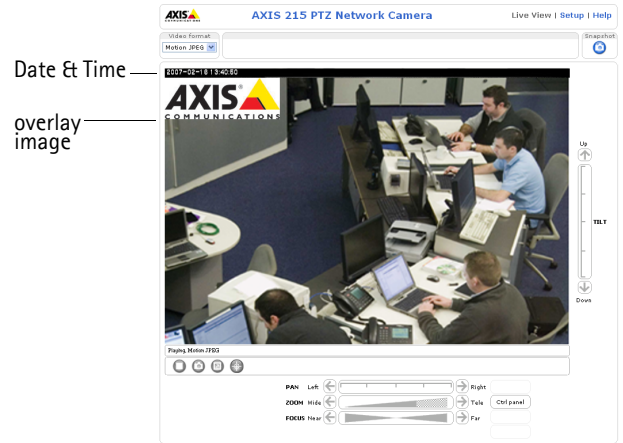 AXIS COMMUNICATIONS
AXIS 215 PTZ Network Camera
Live View | Setup | Help
Video format
Motion JPEG
Snapshot
Date & Time
2007-02-16 13:40:50
overlay
image
AXIS
COMMUNICATIONS
Up
TILT
Down
Playing, Motion JPEG
PAN Left Right
ZOOM Wide Tele Ctrl panel
FOCUS Near Far